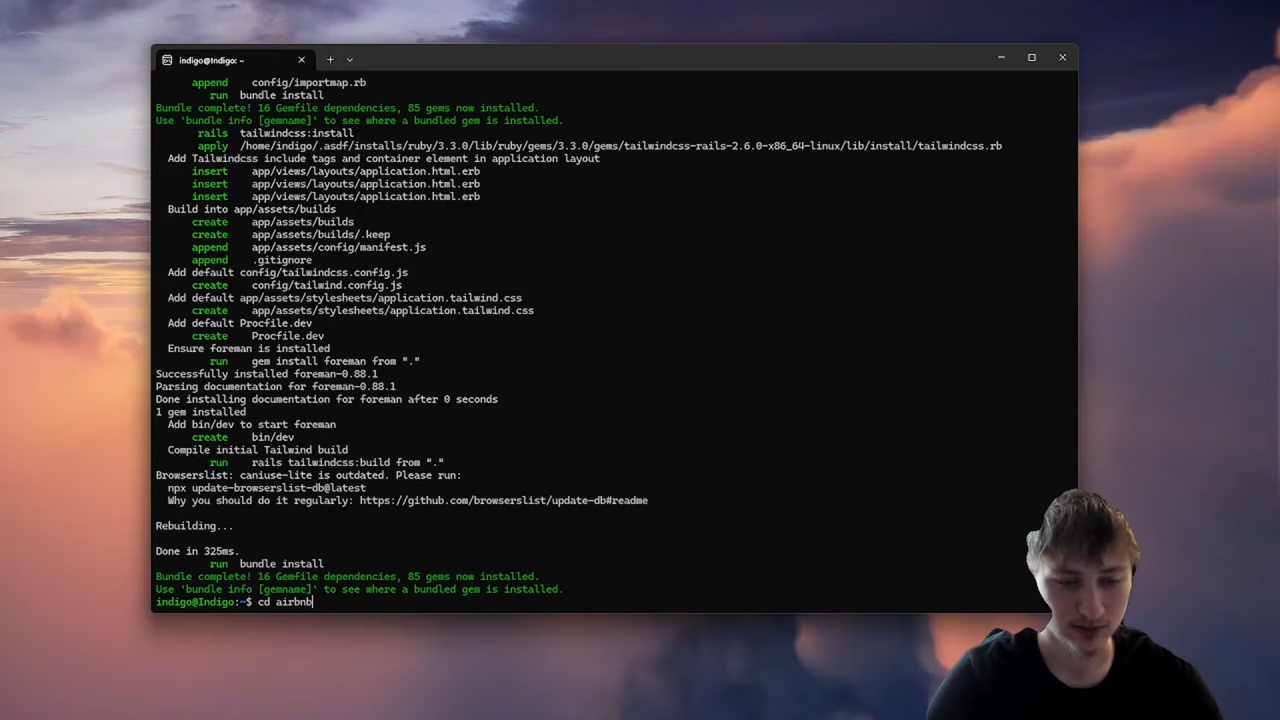 indigo@Indigo: ~
append config/importmap.rb
run bundle install
Bundle complete! 16 Gemfile dependencies, 85 gems now installed.
Use 'bundle info [gemname]' to see where a bundled gem is installed.
rails tailwindcss:install
apply /home/indigo/.asdf/installs/ruby/3.3.0/lib/ruby/gems/3.3.0/gems/tailwindcss-rails-2.6.0-x86_64-linux/lib/install/tailwindcss.rb
Add Tailwindcss include tags and container element in application layout
insert app/views/layouts/application.html.erb
insert app/views/layouts/application.html.erb
insert app/views/layouts/application.html.erb
Build into app/assets/builds
create app/assets/builds
create app/assets/builds/.keep
append app/assets/config/manifest.js
append .gitignore
Add default config/tailwindcss.config.js
create config/tailwind.config.js
Add default app/assets/stylesheets/application.tailwind.css
create app/assets/stylesheets/application.tailwind.css
Add default Procfile.dev
create Procfile.dev
Ensure foreman is installed
run gem install foreman from "."
Successfully installed foreman-0.88.1
Parsing documentation for foreman-0.88.1
Done installing documentation for foreman after 0 seconds
1 gem installed
Add bin/dev to start foreman
create bin/dev
Compile initial Tailwind build
run rails tailwindcss:build from "."
Browserslist: caniuse-lite is outdated. Please run:
npx update-browserslist-db@latest
Why you should do it regularly: https://github.com/browserslist/update-db#readme
Rebuilding...
Done in 325ms.
run bundle install
Bundle complete! 16 Gemfile dependencies, 85 gems now installed.
Use 'bundle info [gemname]' to see where a bundled gem is installed.
indigo@Indigo:~$ cd airbnb